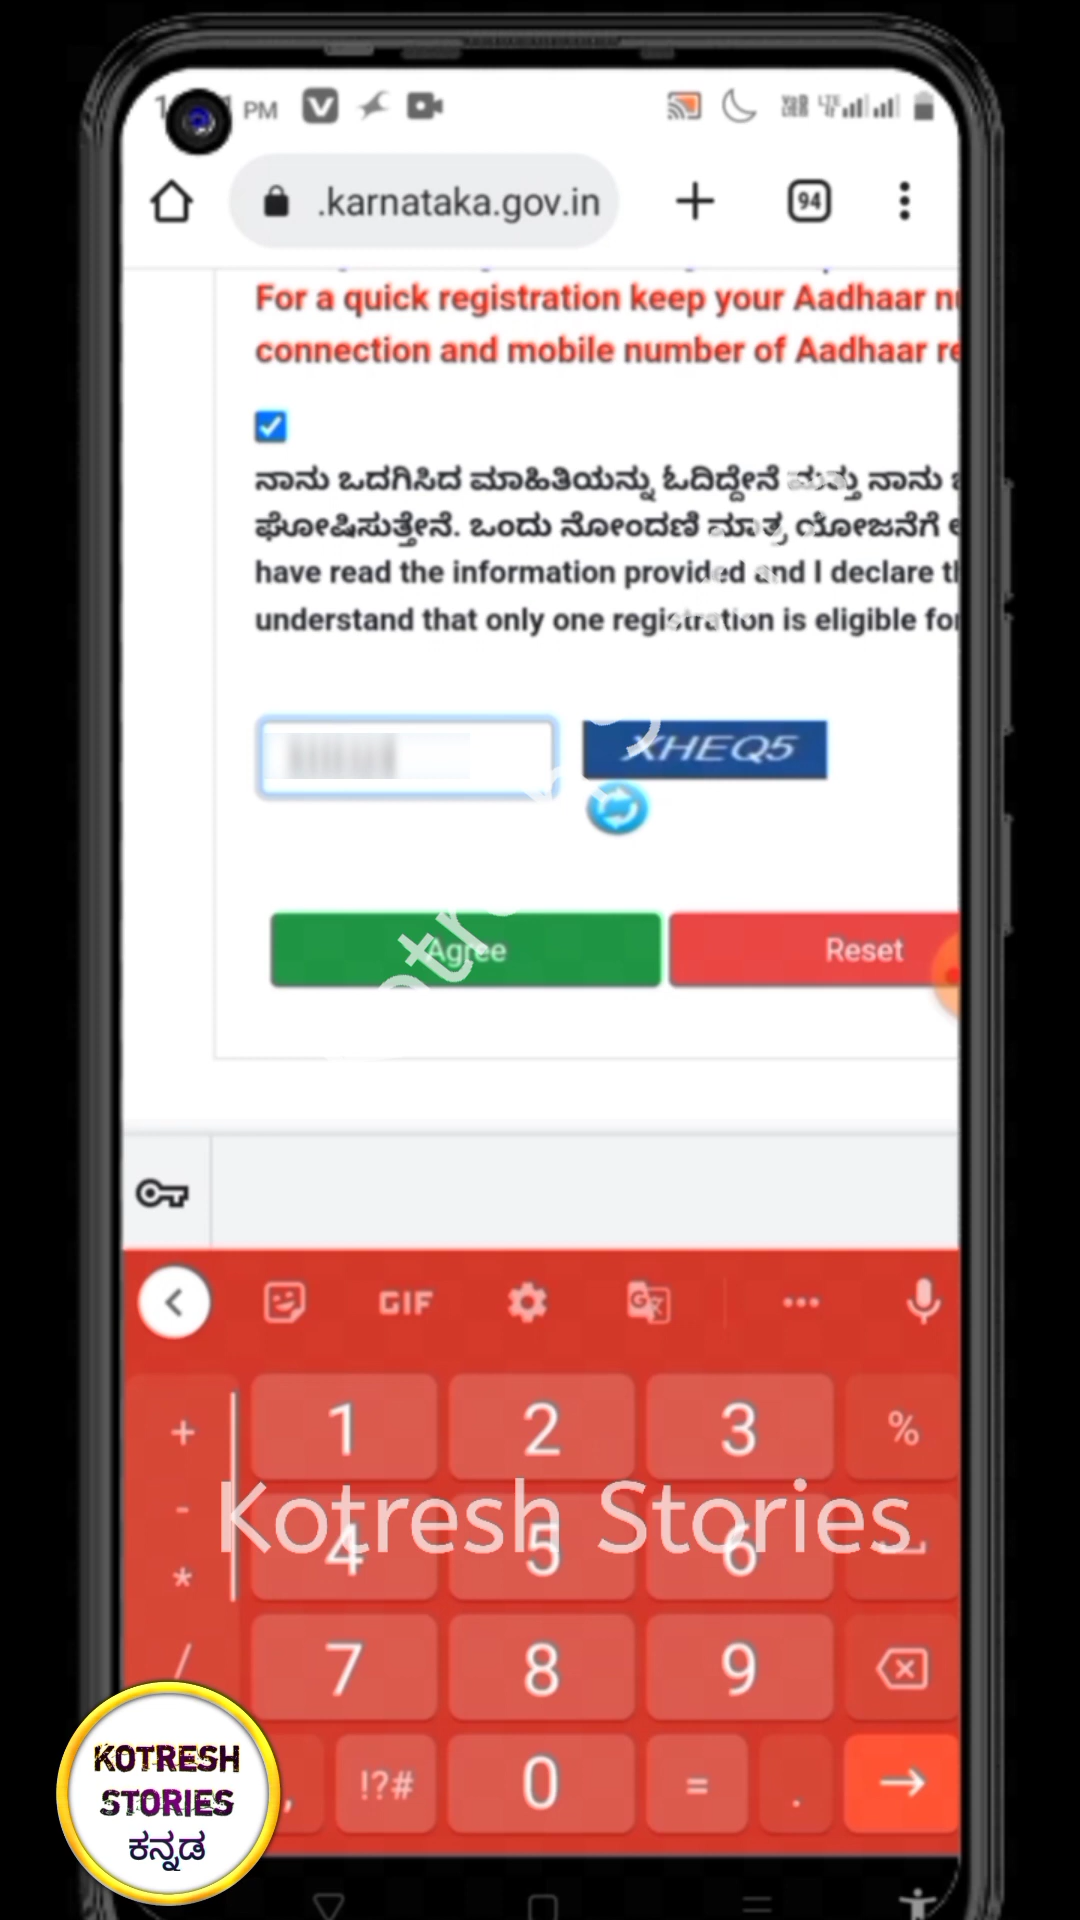 PM
.karnataka.gov.in
94
For a quick registration keep your Aadhaar
connection and mobile number of Aadhaar
ನಾನು ಒದಗಿಸಿದ ಮಾಹಿತಿಯನ್ನು ಓದಿದ್ದೇನೆ ಮತ್ತು ನಾನು
ಘೋಷಿಸುತ್ತೇನೆ. ಒಂದು ನೋಂದಣಿ ಮಾತ್ರ ಯೋಜನೆಗೆ
have read the information provided and I declare
understand that only one registration is eligible for
XHEQ5
Agree Reset
GIF
+ 1 2 3 %
- 4 5 6
*
Kotresh Stories
/ 7 8 9
, !?# 0 = .
KOTRESH
STORIES
ಕನ್ನಡ